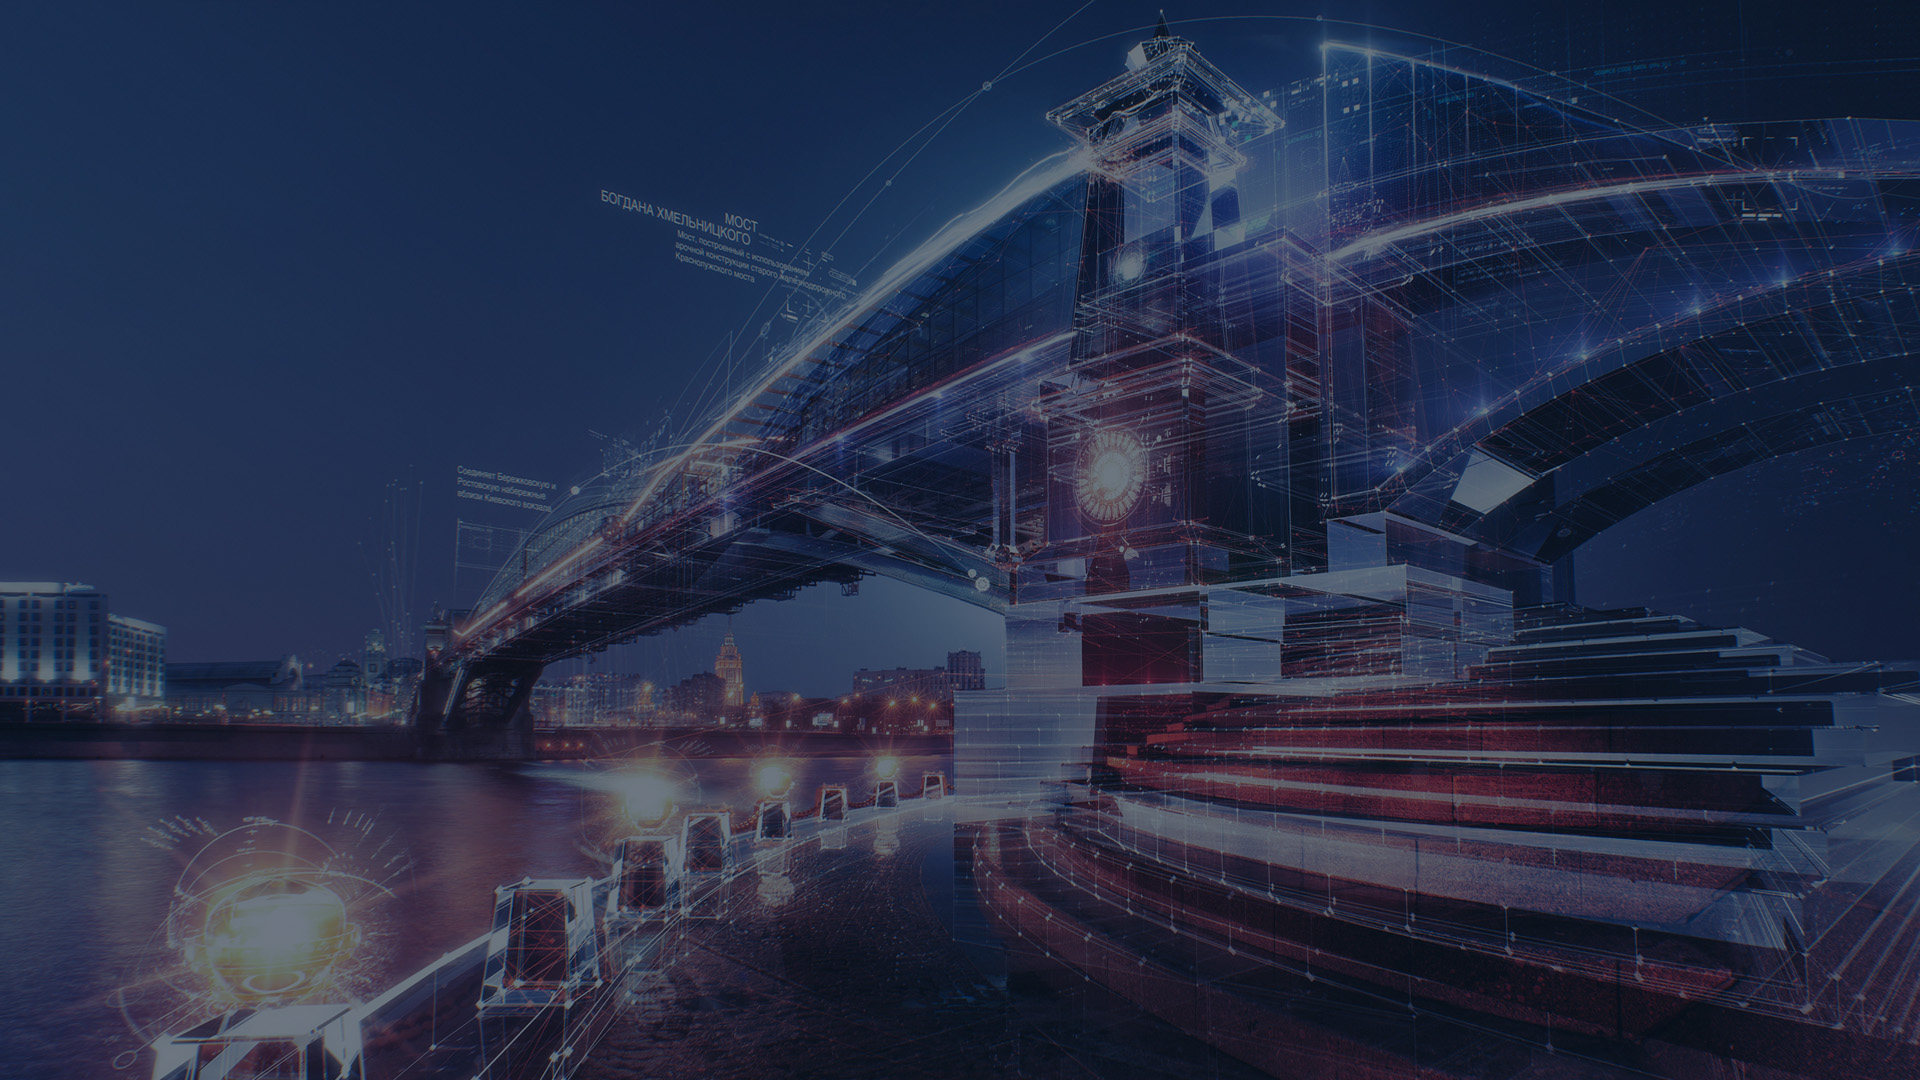 МОСТ
БОГДАНА ХМЕЛЬНИЦКОГО
Мост, построенный с использованием
арочной конструкции старого железнодорожного
Краснолужского моста
Соединяет Бережковскую и
Ростовскую набережные
вблизи Киевского вокзала